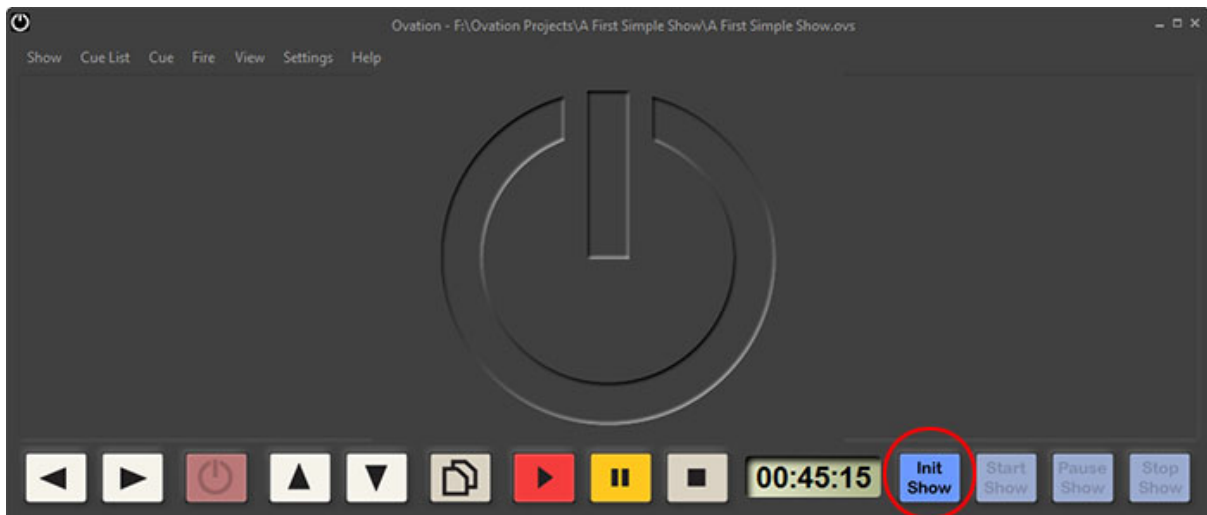 Ovation - F:\Ovation Projects\A First Simple Show\A First Simple Show.ovs
Show Cue List Cue Fire View Settings Help
00:45:15
Init
Show
Start
Show
Pause
Show
Stop
Show